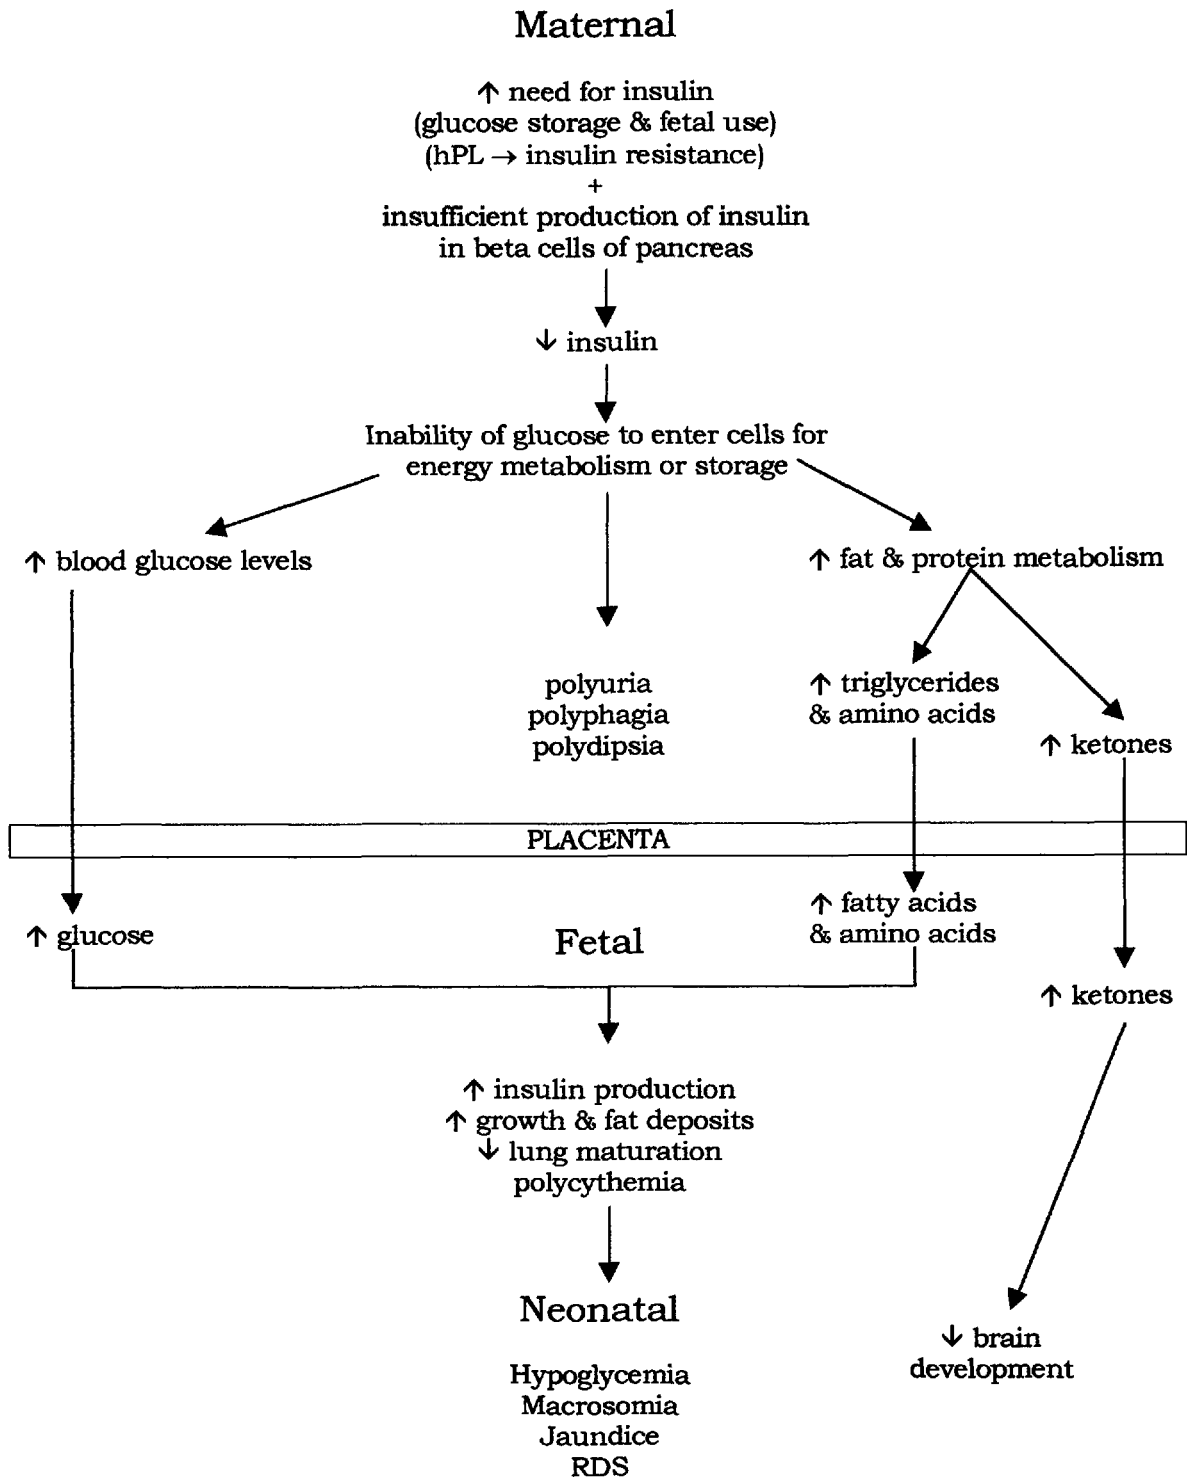 Maternal
↑ need for insulin
(glucose storage & fetal use)
(hPL → insulin resistance)
+
insufficient production of insulin
in beta cells of pancreas
↓ insulin
Inability of glucose to enter cells for
energy metabolism or storage
↑ blood glucose levels
↑ fat & protein metabolism
polyuria
polyphagia
polydipsia
↑ triglycerides
& amino acids
↑ ketones
PLACENTA
↑ glucose
Fetal
↑ fatty acids
& amino acids
↑ ketones
↑ insulin production
↑ growth & fat deposits
↓ lung maturation
polycythemia
Neonatal
Hypoglycemia
Macrosomia
Jaundice
RDS
↓ brain
development